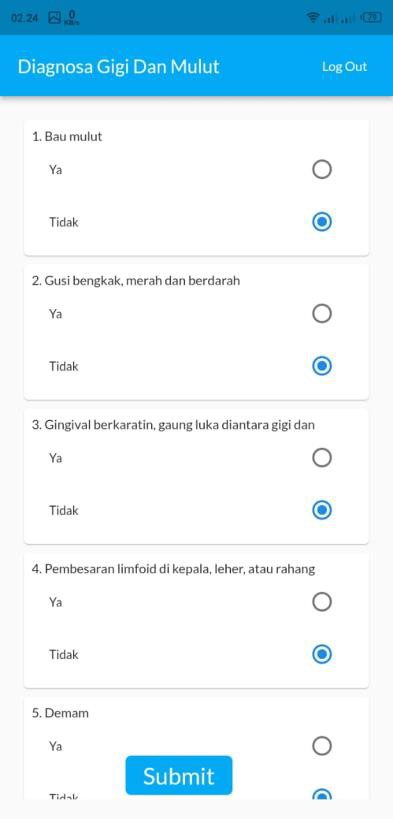 02.24 0 KB/s 79
Diagnosa Gigi Dan Mulut Log Out
1. Bau mulut
Ya
Tidak
2. Gusi bengkak, merah dan berdarah
Ya
Tidak
3. Gingival berkaratin, gaung luka diantara gigi dan
Ya
Tidak
4. Pembesaran limfoid di kepala, leher, atau rahang
Ya
Tidak
5. Demam
Ya
Submit
Tidak